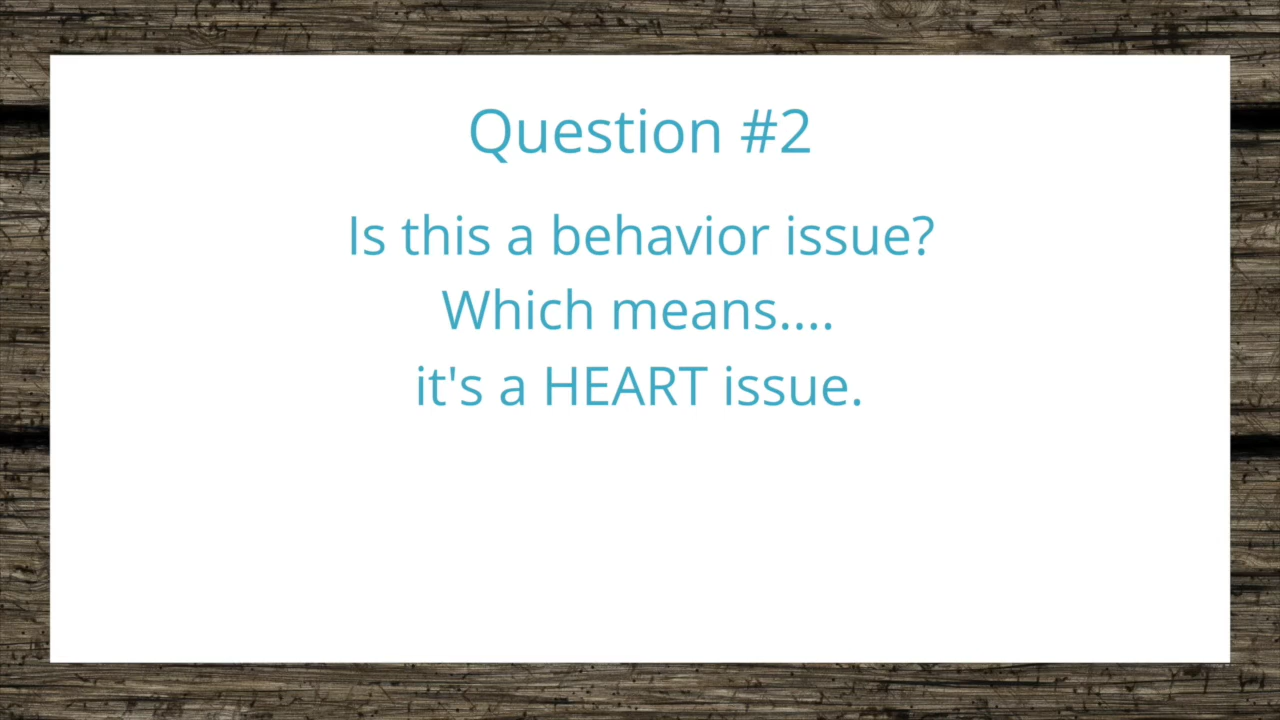 Question #2
Is this a behavior issue?
Which means....
it's a HEART issue.